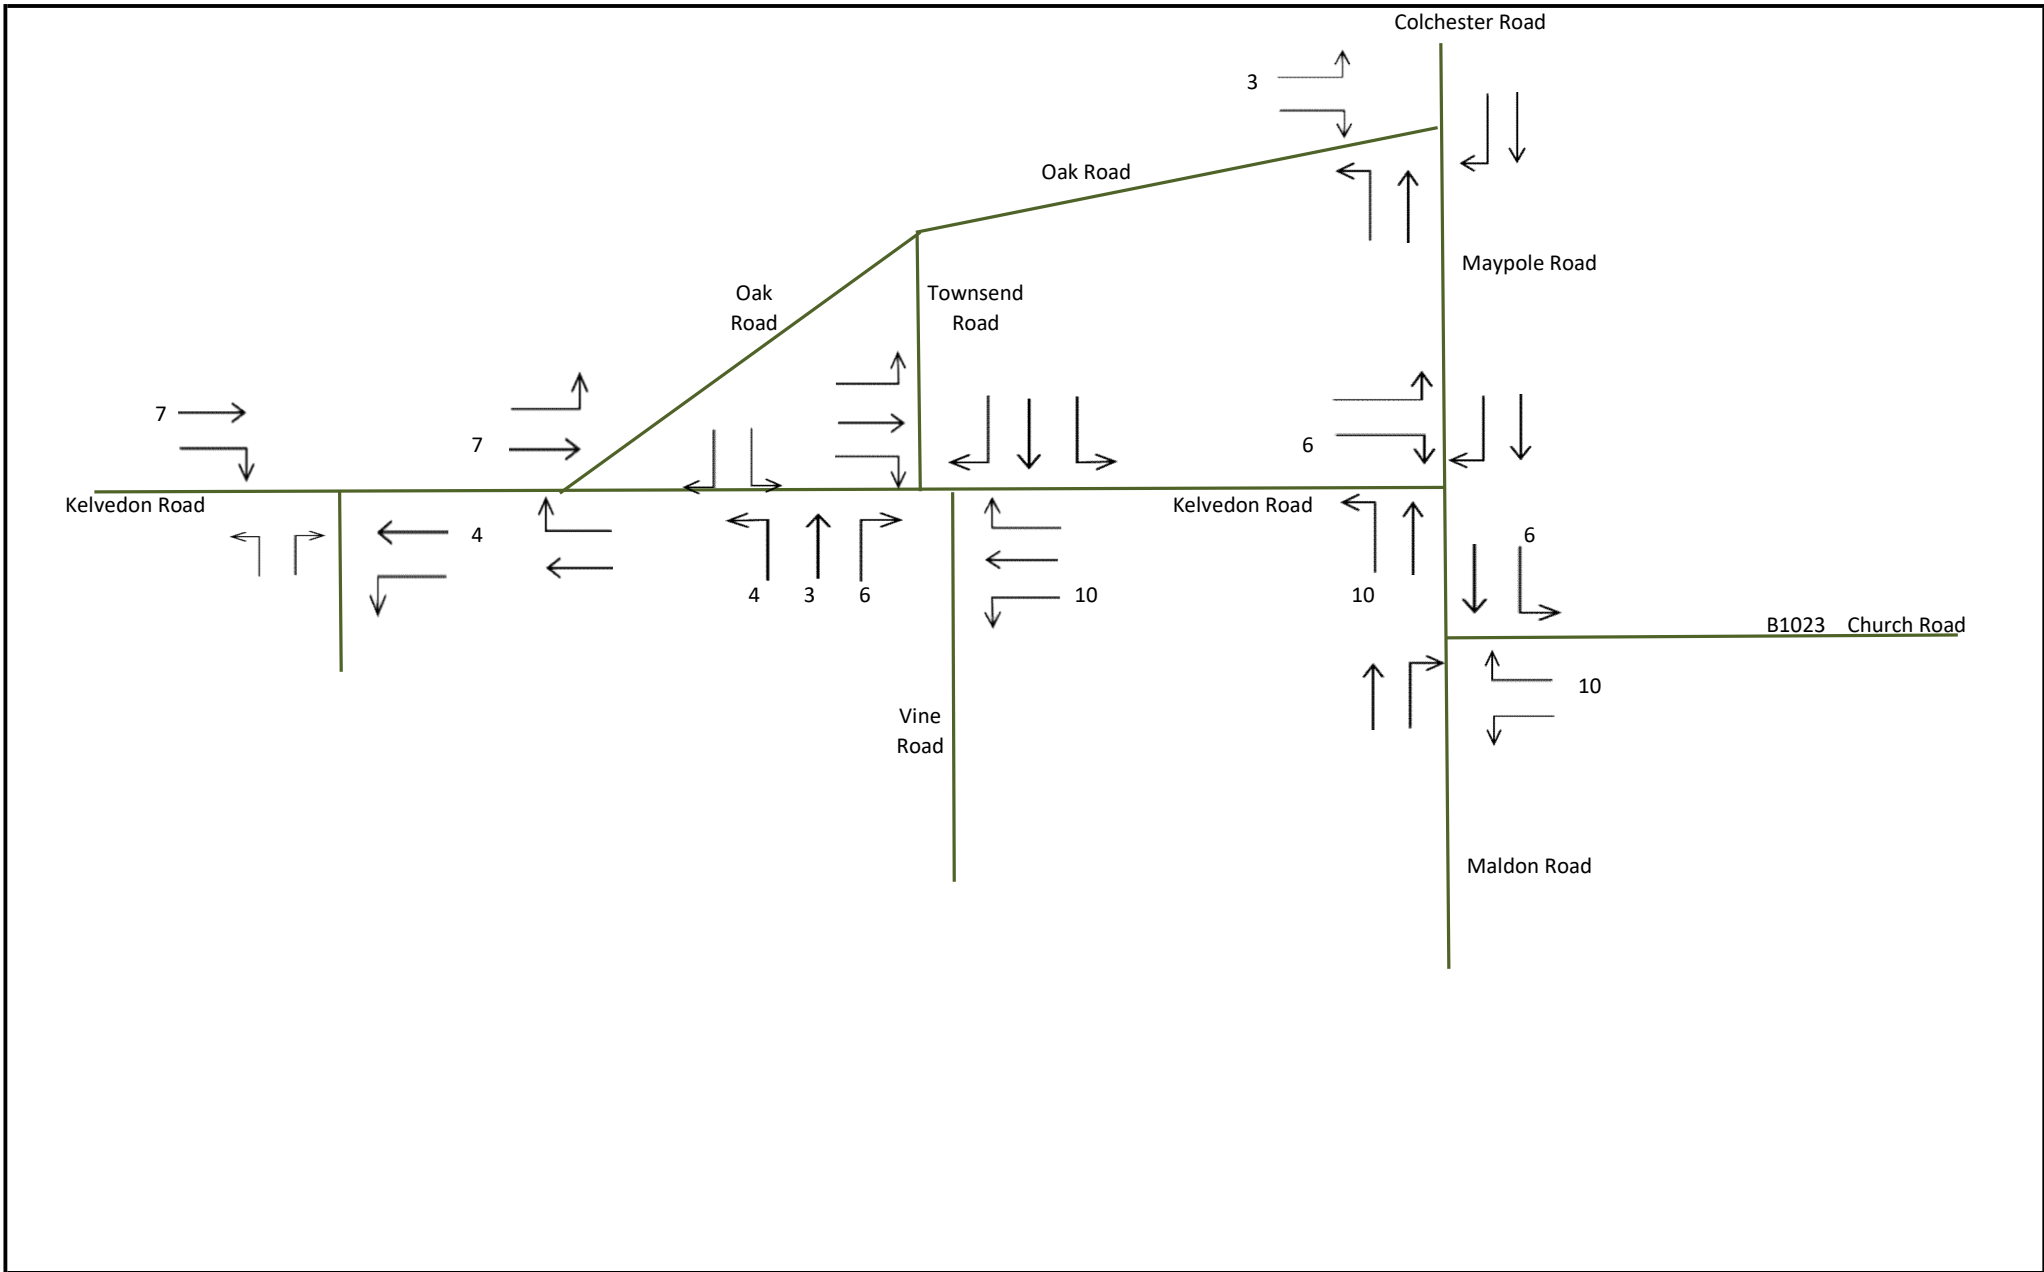 Colchester Road
3
Oak Road
Maypole Road
Oak
Road
Townsend
Road
7
7
6
Kelvedon Road
Kelvedon Road
4
6
4
3
6
10
10
B1023 Church Road
10
Vine
Road
Maldon Road